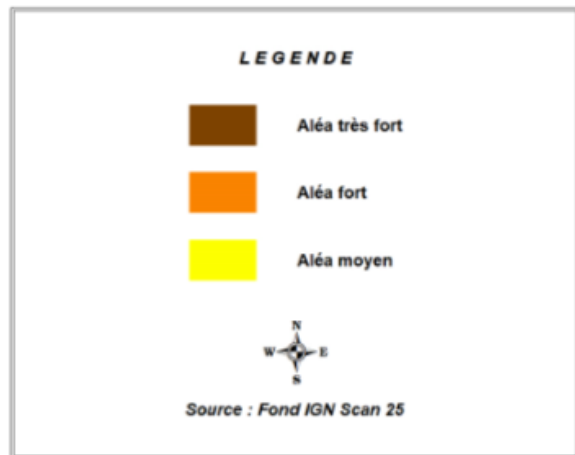 LEGENDE
Aléa très fort
Aléa fort
Aléa moyen
N
W E
S
Source : Fond IGN Scan 25